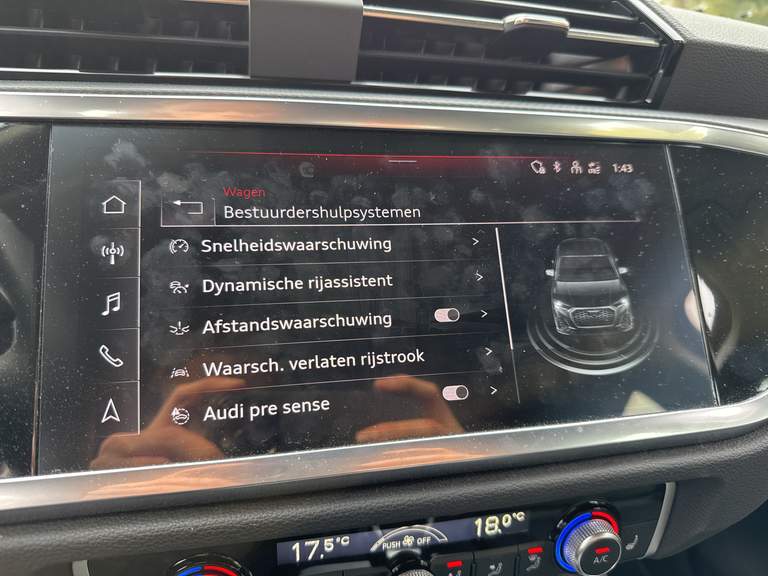 1:43
Wagen
Bestuurdershulpsystemen
Snelheidswaarschuwing
Dynamische rijassistent
Afstandswaarschuwing
Waarsch. verlaten rijstrook
Audi pre sense
17,5°C
PUSH OFF
18,0°C
A/C